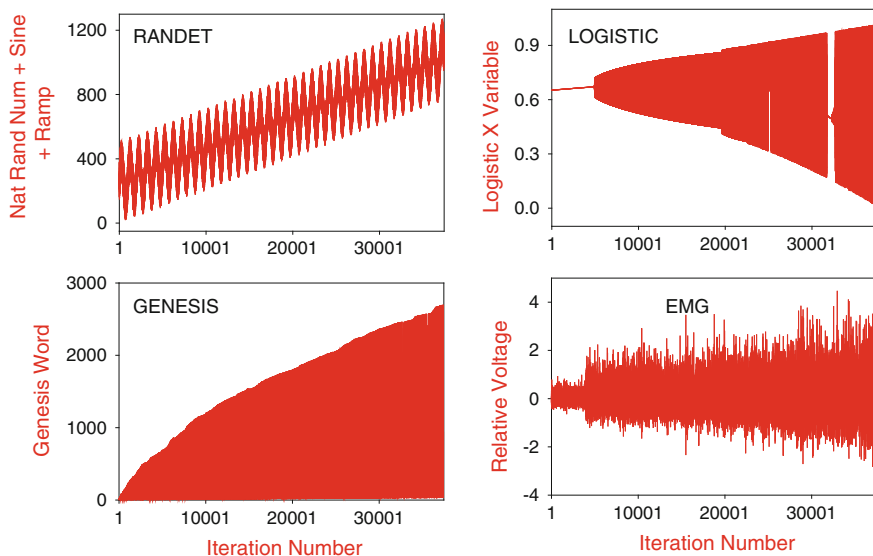 Nat Rand Num + Sine
+ Ramp
1200
800
400
0
RANDET
1 10001 20001 30001
Logistic X Variable
0.9
0.6
0.3
0.0
LOGISTIC
1 10001 20001 30001
Genesis Word
3000
2000
1000
0
GENESIS
1 10001 20001 30001
Iteration Number
Relative Voltage
4
2
0
-2
-4
EMG
1 10001 20001 30001
Iteration Number